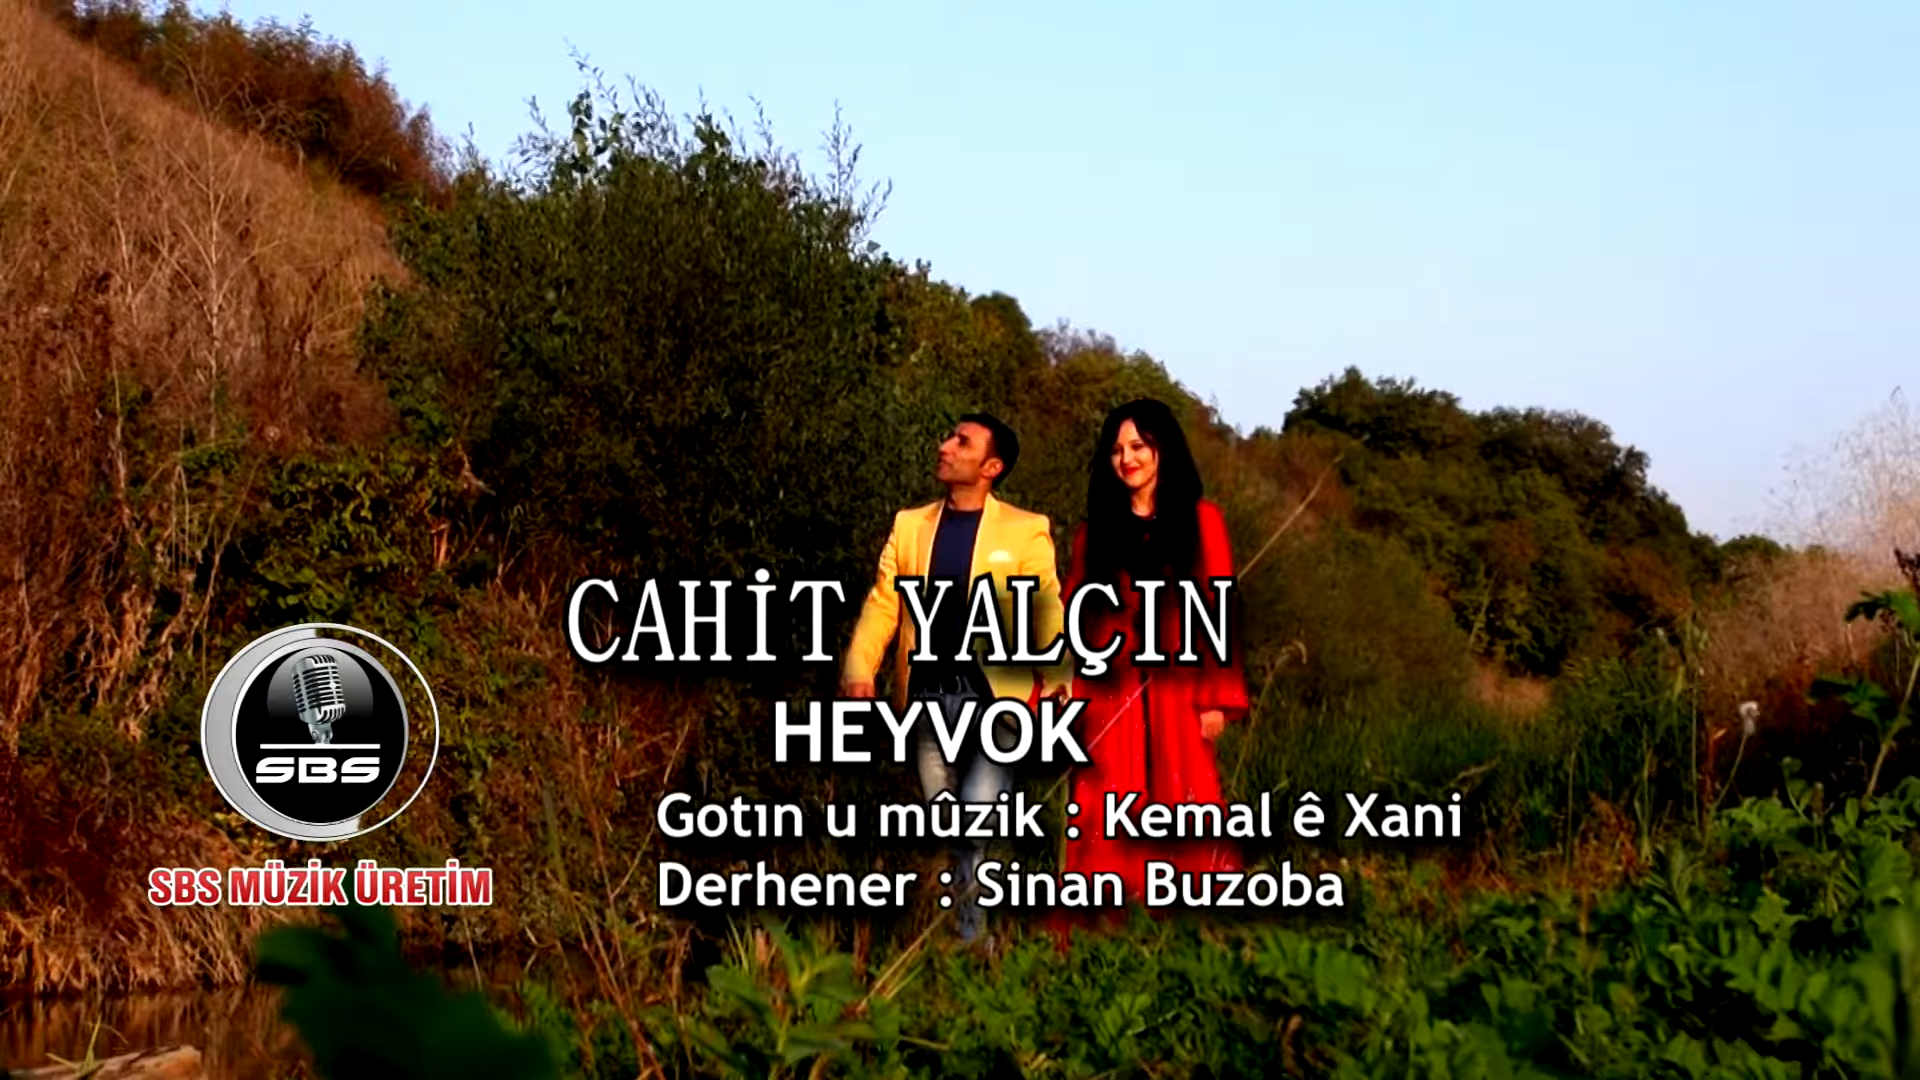 CAHİT YALÇIN
HEYVOK
Gotın u mûzik : Kemal ê Xani
Derhener : Sinan Buzoba
SBS
SBS MÜZİK ÜRETİM